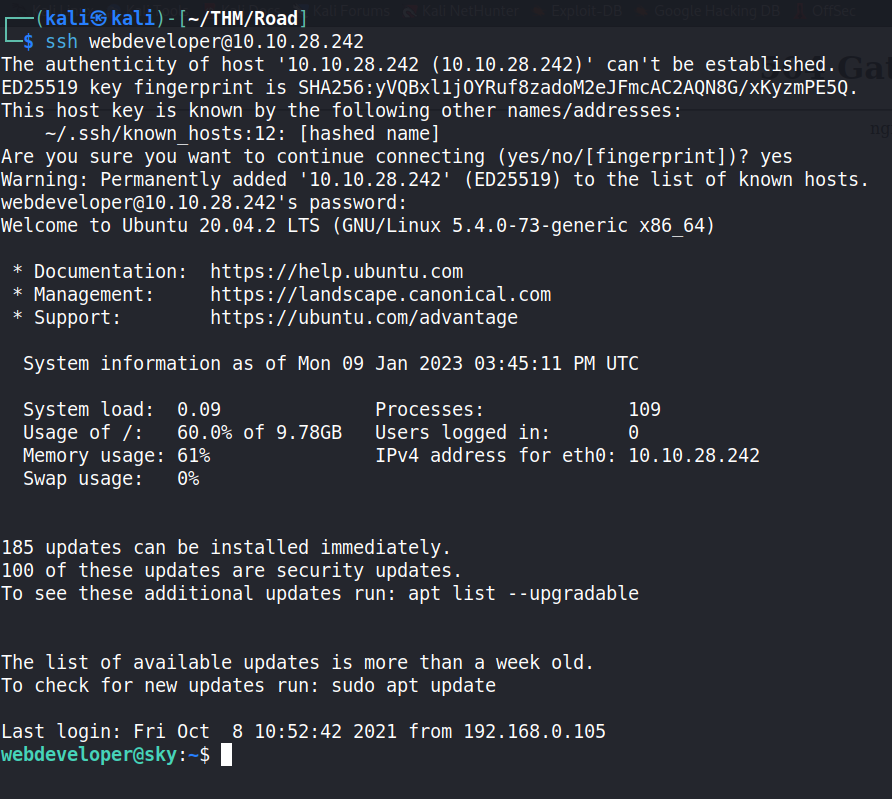 Kali Forums Kali NetHunter Exploit-DB Google Hacking DB OffSec
┌──(kali㉿kali)-[~/THM/Road]
└─$ ssh webdeveloper@10.10.28.242
The authenticity of host '10.10.28.242 (10.10.28.242)' can't be established.
ED25519 key fingerprint is SHA256:yVQBxl1jOYRuf8zadoM2eJFmcAC2AQN8G/xKyzmPE5Q.
This host key is known by the following other names/addresses:
    ~/.ssh/known_hosts:12: [hashed name]
Are you sure you want to continue connecting (yes/no/[fingerprint])? yes
Warning: Permanently added '10.10.28.242' (ED25519) to the list of known hosts.
webdeveloper@10.10.28.242's password:
Welcome to Ubuntu 20.04.2 LTS (GNU/Linux 5.4.0-73-generic x86_64)

 * Documentation:  https://help.ubuntu.com
 * Management:     https://landscape.canonical.com
 * Support:        https://ubuntu.com/advantage

  System information as of Mon 09 Jan 2023 03:45:11 PM UTC

  System load:  0.09               Processes:             109
  Usage of /:   60.0% of 9.78GB   Users logged in:       0
  Memory usage: 61%                IPv4 address for eth0: 10.10.28.242
  Swap usage:   0%

185 updates can be installed immediately.
100 of these updates are security updates.
To see these additional updates run: apt list --upgradable

The list of available updates is more than a week old.
To check for new updates run: sudo apt update

Last login: Fri Oct  8 10:52:42 2021 from 192.168.0.105
webdeveloper@sky:~$